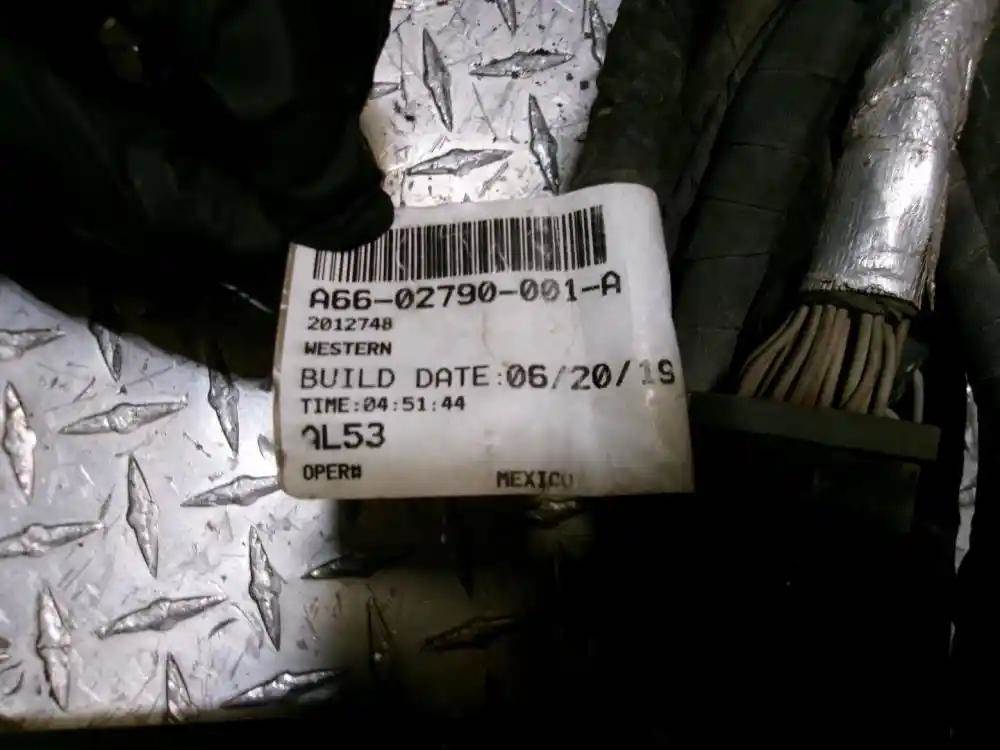 A66-02790-001-A
2012748
WESTERN
BUILD DATE:06/20/19
TIME:04:51:44
AL53
OPER#
MEXICO